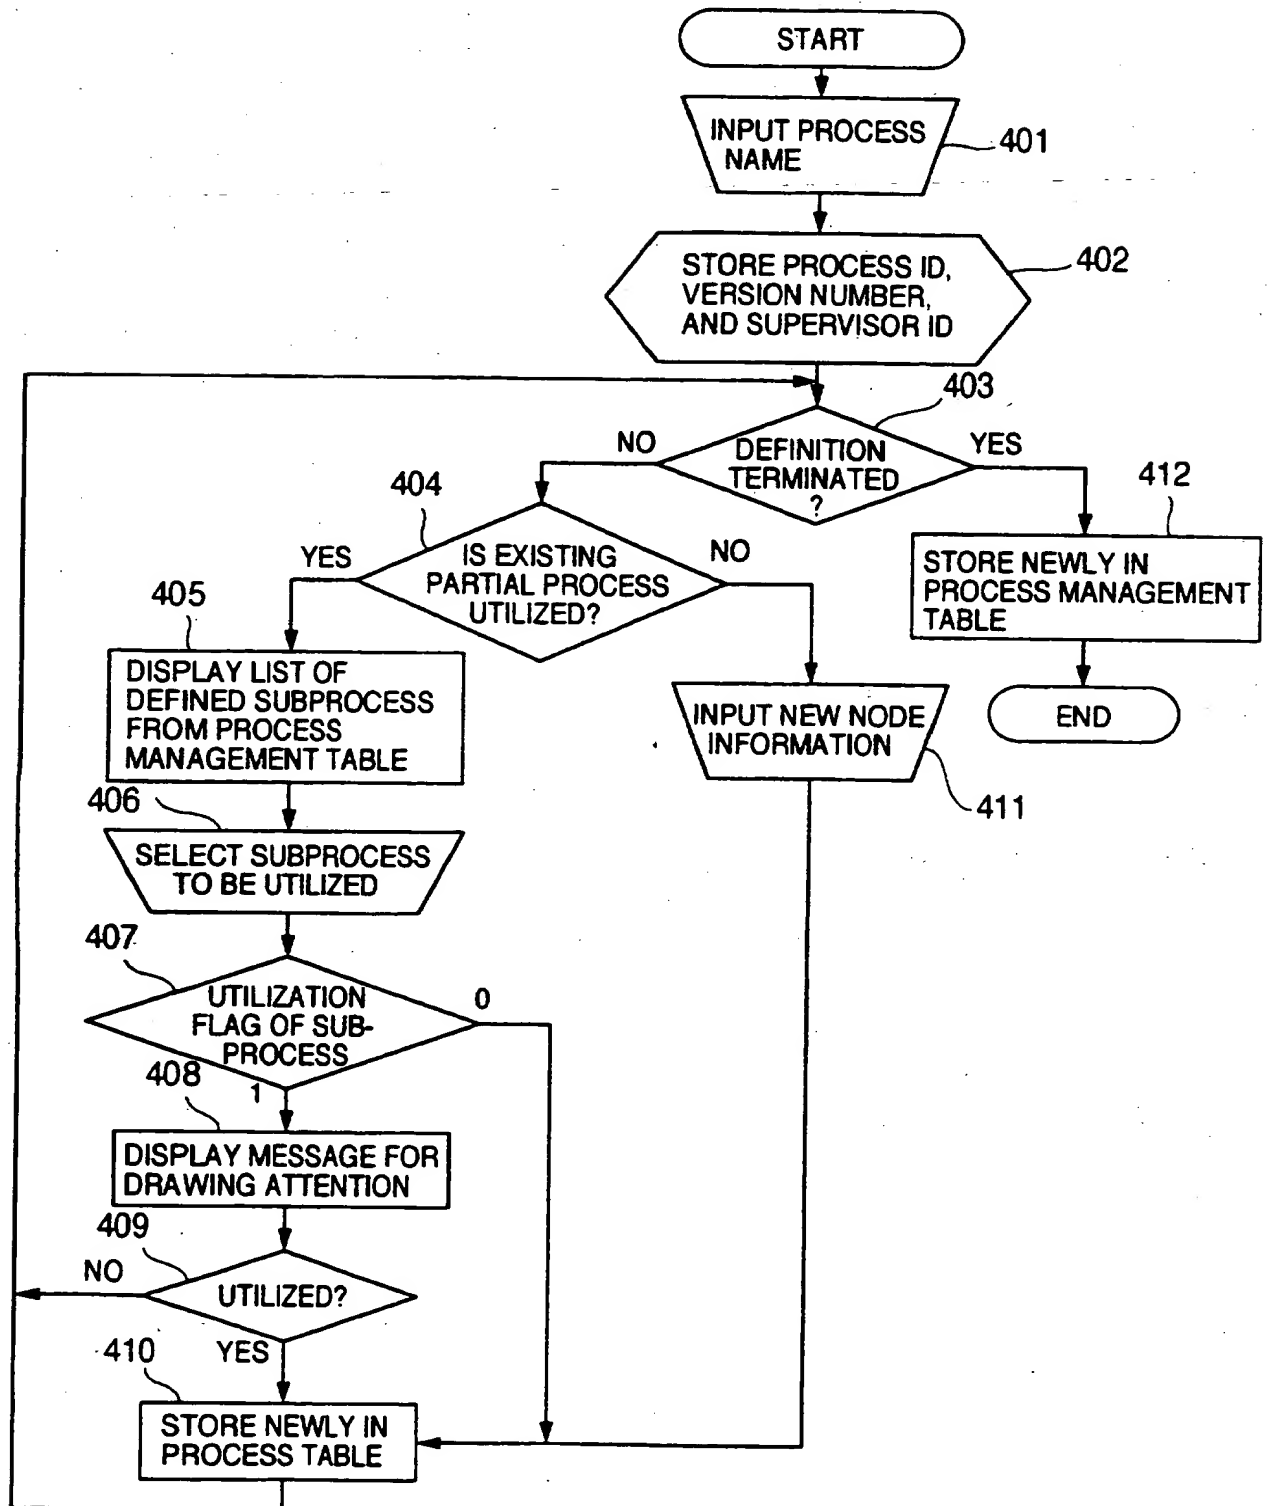 START
INPUT PROCESS
NAME
401
STORE PROCESS ID,
VERSION NUMBER,
AND SUPERVISOR ID
402
403
DEFINITION
TERMINATED
?
NO
YES
404
412
IS EXISTING
PARTIAL PROCESS
UTILIZED?
YES
NO
STORE NEWLY IN
PROCESS MANAGEMENT
TABLE
405
DISPLAY LIST OF
DEFINED SUBPROCESS
FROM PROCESS
MANAGEMENT TABLE
INPUT NEW NODE
INFORMATION
END
411
406
SELECT SUBPROCESS
TO BE UTILIZED
407
UTILIZATION
FLAG OF SUB-
PROCESS
0
1
408
DISPLAY MESSAGE FOR
DRAWING ATTENTION
409
NO
UTILIZED?
YES
410
STORE NEWLY IN
PROCESS TABLE